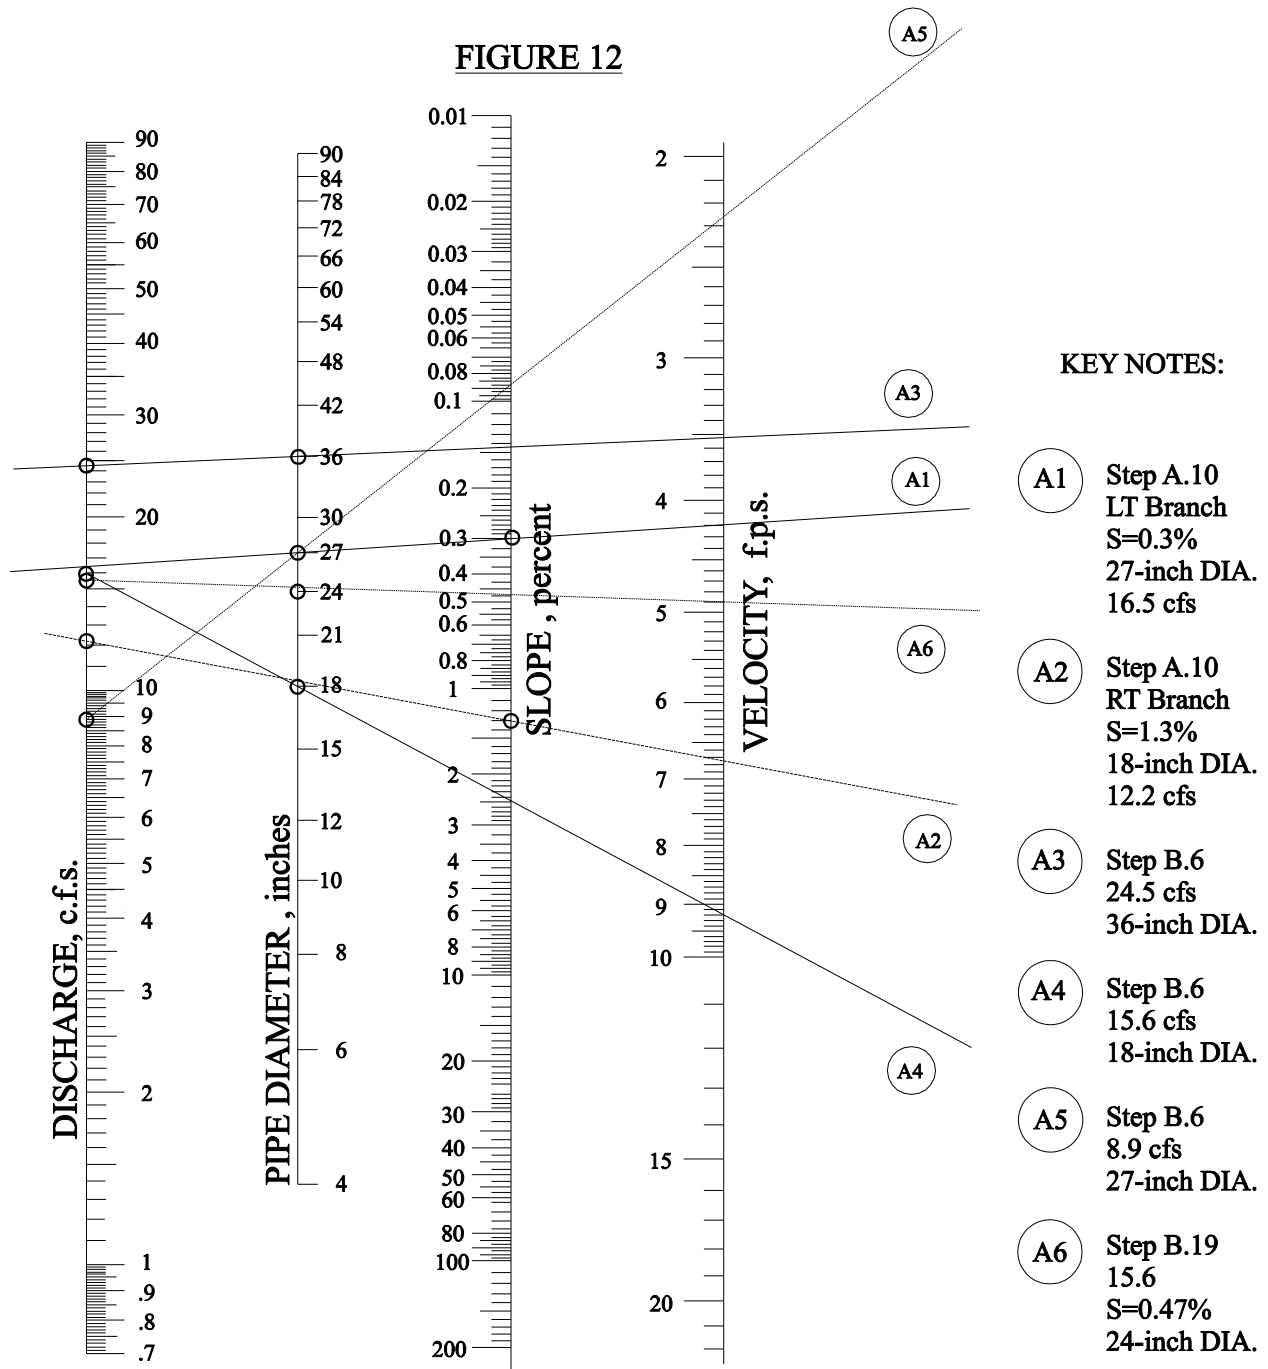 FIGURE 12
90
80
70
60
50
40
30
20
10
9
8
7
6
5
4
3
2
1
.9
.8
.7
DISCHARGE, c.f.s.
90
84
78
72
66
60
54
48
42
36
30
27
24
21
18
15
12
10
8
6
4
PIPE DIAMETER , inches
0.01
0.02
0.03
0.04
0.05
0.06
0.08
0.1
0.2
0.3
0.4
0.5
0.6
0.8
1
2
3
4
5
6
8
10
20
30
40
50
60
80
100
200
SLOPE , percent
2
3
4
5
6
7
8
9
10
15
20
VELOCITY, f.p.s.
A5
A3
A1
A6
A2
A4
KEY NOTES:
A1
Step A.10
LT Branch
S=0.3%
27-inch DIA.
16.5 cfs
A2
Step A.10
RT Branch
S=1.3%
18-inch DIA.
12.2 cfs
A3
Step B.6
24.5 cfs
36-inch DIA.
A4
Step B.6
15.6 cfs
18-inch DIA.
A5
Step B.6
8.9 cfs
27-inch DIA.
A6
Step B.19
15.6
S=0.47%
24-inch DIA.